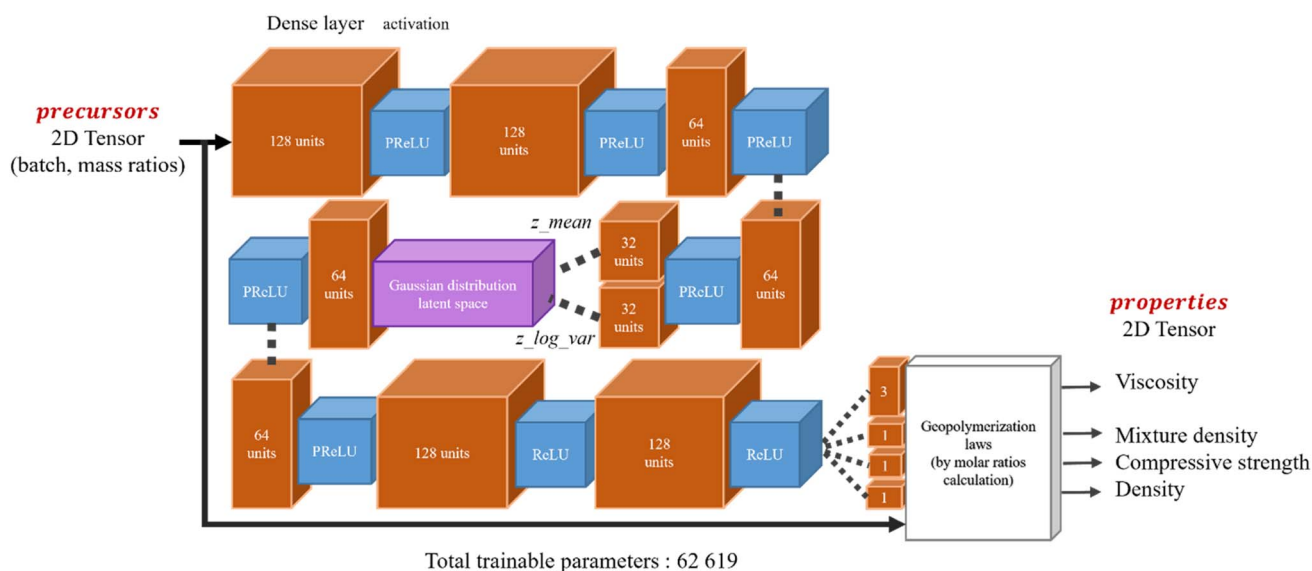 Dense layer activation
precursors
2D Tensor
(batch, mass ratios)
128 units
PReLU
128
units
PReLU
64
units
PReLU
PReLU
64
units
Gaussian distribution
latent space
z_mean
z_log_var
32
units
32
units
PReLU
64
units
64
units
PReLU
128 units
ReLU
128
units
ReLU
3
1
1
1
Geopolymerization
laws
(by molar ratios
calculation)
properties
2D Tensor
Viscosity
Mixture density
Compressive strength
Density
Total trainable parameters : 62 619